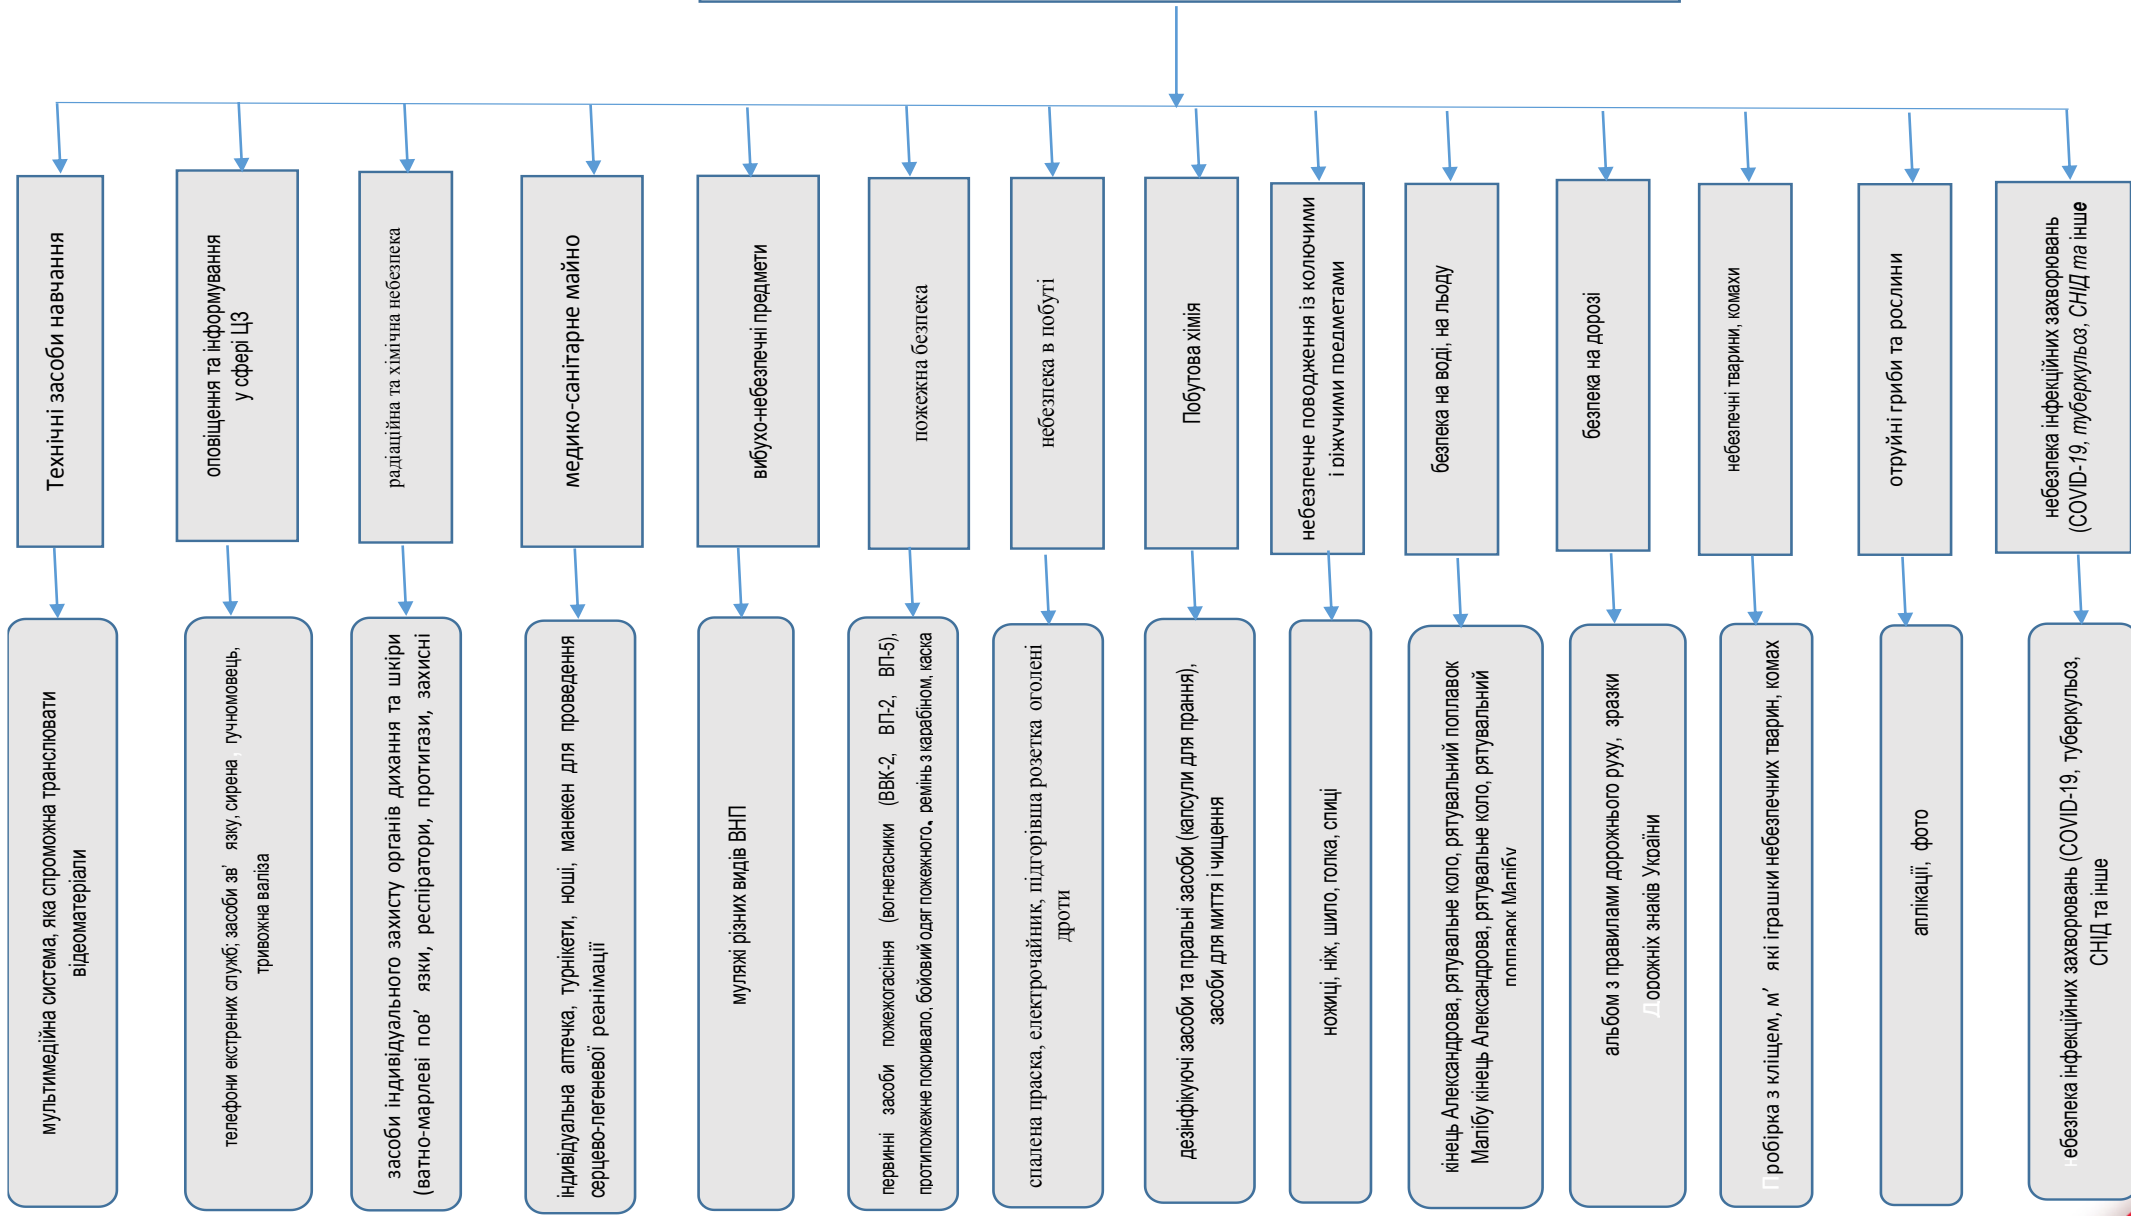 Технічні засоби навчання
оповіщення та інформування
у сфері ЦЗ
радіаційна та хімічна небезпека
медико-санітарне майно
вибухо-небезпечні предмети
пожежна безпека
небезпека в побуті
Побутова хімія
небезпечне поводження із колючими
і ріжучими предметами
безпека на воді, на льоду
безпека на дорозі
небезпечні тварини, комахи
отруйні гриби та рослини
небезпека інфекційних захворювань
(COVID-19, туберкульоз, СНІД та інше
мультимедійна система, яка спроможна транслювати
відеоматеріали
телефони екстрених служб; засоби зв’ язку, сирена, гучномовець,
тривожна валіза
засоби індивідуального захисту органів дихання та шкіри
(ватно-марлеві пов’ язки, респіратори, протигази, захисні
індивідуальна аптечка, турнікети, ноші, манекен для проведення
серцево-легеневої реанімації
муляжі різних видів ВНП
первинні засоби пожежогасіння (вогнегасники (ВВК-2, ВП-2, ВП-5),
протипожежне покривало, бойовий одяг пожежного, ремінь з карабіном, каска
спалена праска, електрочайник, підгорівша розетка оголені
дроти
дезінфікуючі засоби та пральні засоби (капсули для прання),
засоби для миття і чищення
ножиці, ніж, шило, голка, спиці
кінець Александрова, рятувальне коло, рятувальний поплавок
Малібу кінець Александрова, рятувальне коло, рятувальний
поплавок Малібу
альбом з правилами дорожнього руху, зразки
Дорожніх знаків України
Пробірка з кліщем, м’ які іграшки небезпечних тварин, комах
аплікації, фото
небезпека інфекційних захворювань (COVID-19, туберкульоз,
СНІД та інше